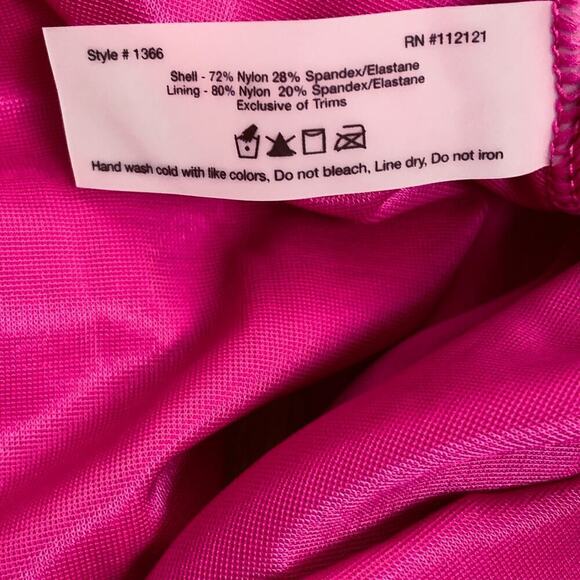 Style # 1366
RN #112121
Shell - 72% Nylon 28% Spandex/Elastane
Lining - 80% Nylon 20% Spandex/Elastane
Exclusive of Trims
Hand wash cold with like colors, Do not bleach, Line dry, Do not iron